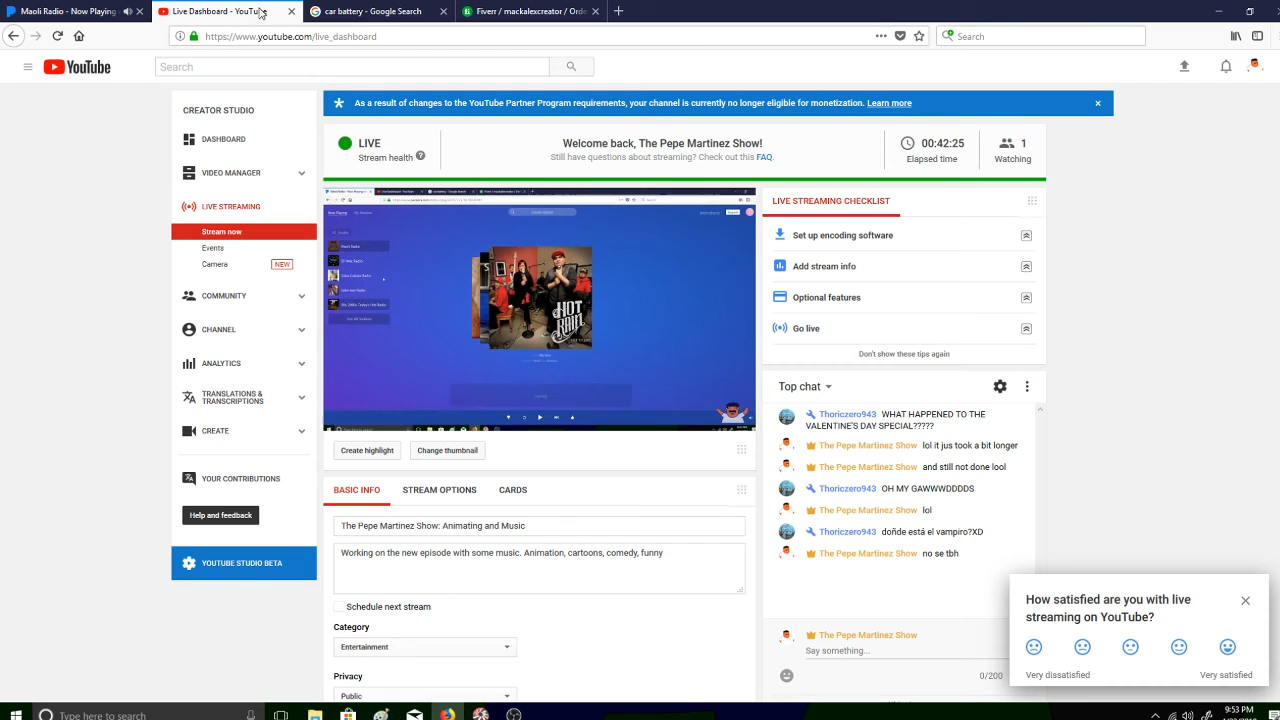 Maoli Radio - Now Playing
Live Dashboard - YouTube
car battery - Google Search
Fiverr / mackalexcreator / Orde
https://www.youtube.com/live_dashboard
Search
YouTube
Search
CREATOR STUDIO
DASHBOARD
VIDEO MANAGER
LIVE STREAMING
Stream now
Events
Camera
NEW
COMMUNITY
CHANNEL
ANALYTICS
TRANSLATIONS &
TRANSCRIPTIONS
CREATE
YOUR CONTRIBUTIONS
Help and feedback
YOUTUBE STUDIO BETA
As a result of changes to the YouTube Partner Program requirements, your channel is currently no longer eligible for monetization. Learn more
LIVE
Stream health
Welcome back, The Pepe Martinez Show!
Still have questions about streaming? Check out this FAQ.
00:42:25
Elapsed time
1
Watching
HOT
RAIN
Create highlight
Change thumbnail
BASIC INFO
STREAM OPTIONS
CARDS
The Pepe Martinez Show: Animating and Music
Working on the new episode with some music. Animation, cartoons, comedy, funny
Schedule next stream
Category
Entertainment
Privacy
Public
LIVE STREAMING CHECKLIST
Set up encoding software
Add stream info
Optional features
Go live
Don't show these tips again
Top chat
Thoriczero943 WHAT HAPPENED TO THE
VALENTINE'S DAY SPECIAL?????
The Pepe Martinez Show lol it jus took a bit longer
The Pepe Martinez Show and still not done lool
Thoriczero943 OH MY GAWWWDDDDS
The Pepe Martinez Show lol
Thoriczero943 doñde está el vampiro?XD
The Pepe Martinez Show no se tbh
The Pepe Martinez Show
Say something...
0/200
How satisfied are you with live
streaming on YouTube?
Very dissatisfied
Very satisfied
Type here to search
9:53 PM